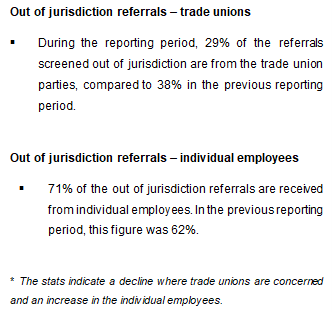 Out of jurisdiction referrals – trade unions
▪ During the reporting period, 29% of the referrals
screened out of jurisdiction are from the trade union
parties, compared to 38% in the previous reporting
period.
Out of jurisdiction referrals – individual employees
▪ 71% of the out of jurisdiction referrals are received
from individual employees. In the previous reporting
period, this figure was 62%.
* The stats indicate a decline where trade unions are concerned
and an increase in the individual employees.